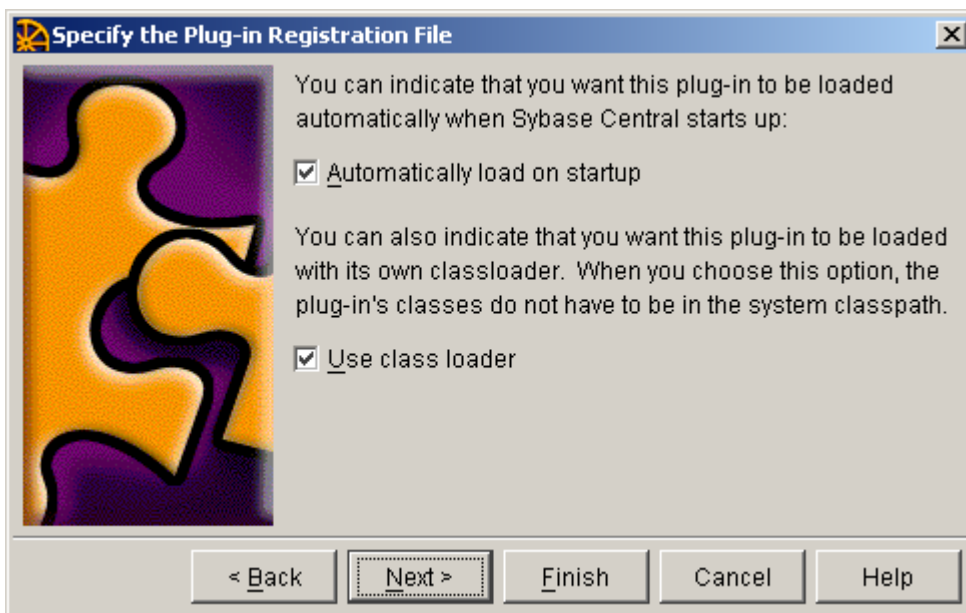 Specify the Plug-in Registration File
You can indicate that you want this plug-in to be loaded
automatically when Sybase Central starts up:
Automatically load on startup
You can also indicate that you want this plug-in to be loaded
with its own classloader.  When you choose this option, the
plug-in's classes do not have to be in the system classpath.
Use class loader
< Back
Next >
Finish
Cancel
Help